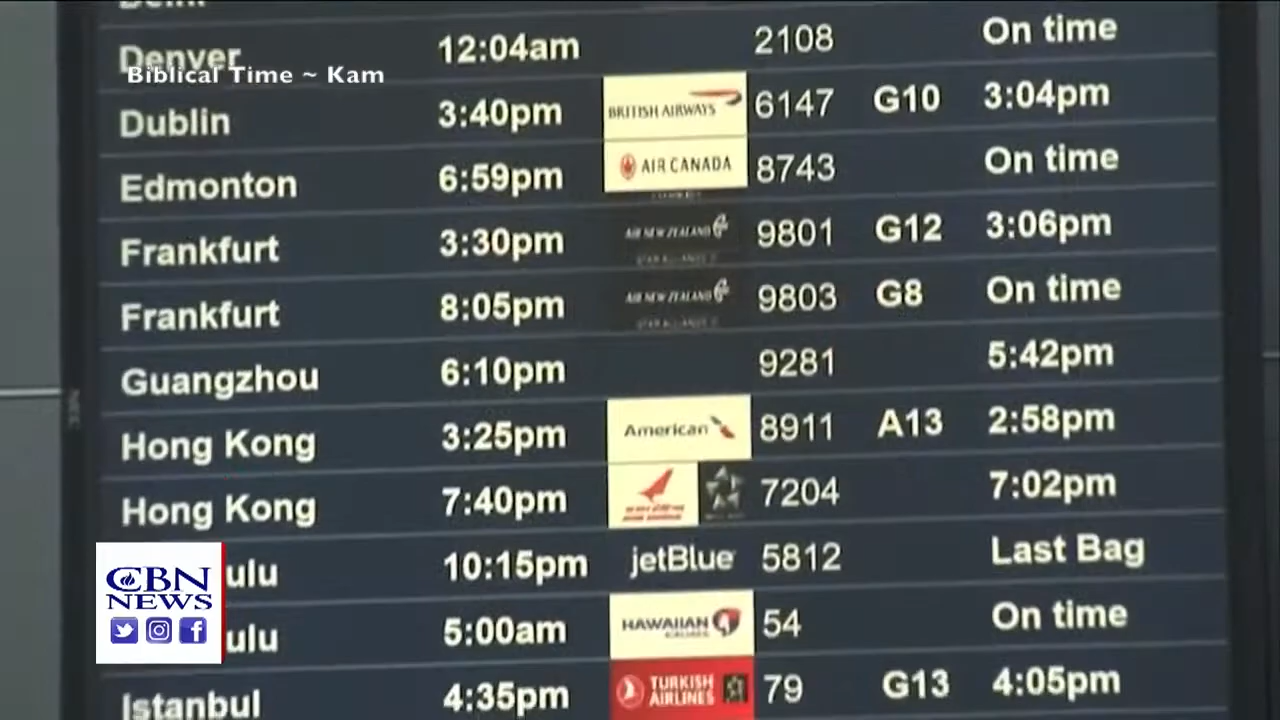 Denver 12:04am 2108 On time
Biblical Time ~ Kam
Dublin 3:40pm BRITISH AIRWAYS 6147 G10 3:04pm
Edmonton 6:59pm AIR CANADA 8743 On time
Frankfurt 3:30pm AIR NEW ZEALAND 9801 G12 3:06pm
Frankfurt 8:05pm AIR NEW ZEALAND 9803 G8 On time
Guangzhou 6:10pm 9281 5:42pm
Hong Kong 3:25pm American 8911 A13 2:58pm
Hong Kong 7:40pm 7204 7:02pm
ulu 10:15pm jetBlue 5812 Last Bag
ulu 5:00am HAWAIIAN AIRLINES 54 On time
Istanbul 4:35pm TURKISH AIRLINES 79 G13 4:05pm
CBN
NEWS